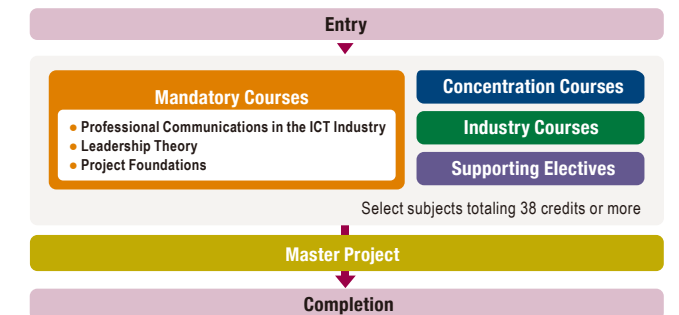 Entry
Mandatory Courses
● Professional Communications in the ICT Industry
● Leadership Theory
● Project Foundations
Concentration Courses
Industry Courses
Supporting Electives
Select subjects totaling 38 credits or more
Master Project
Completion